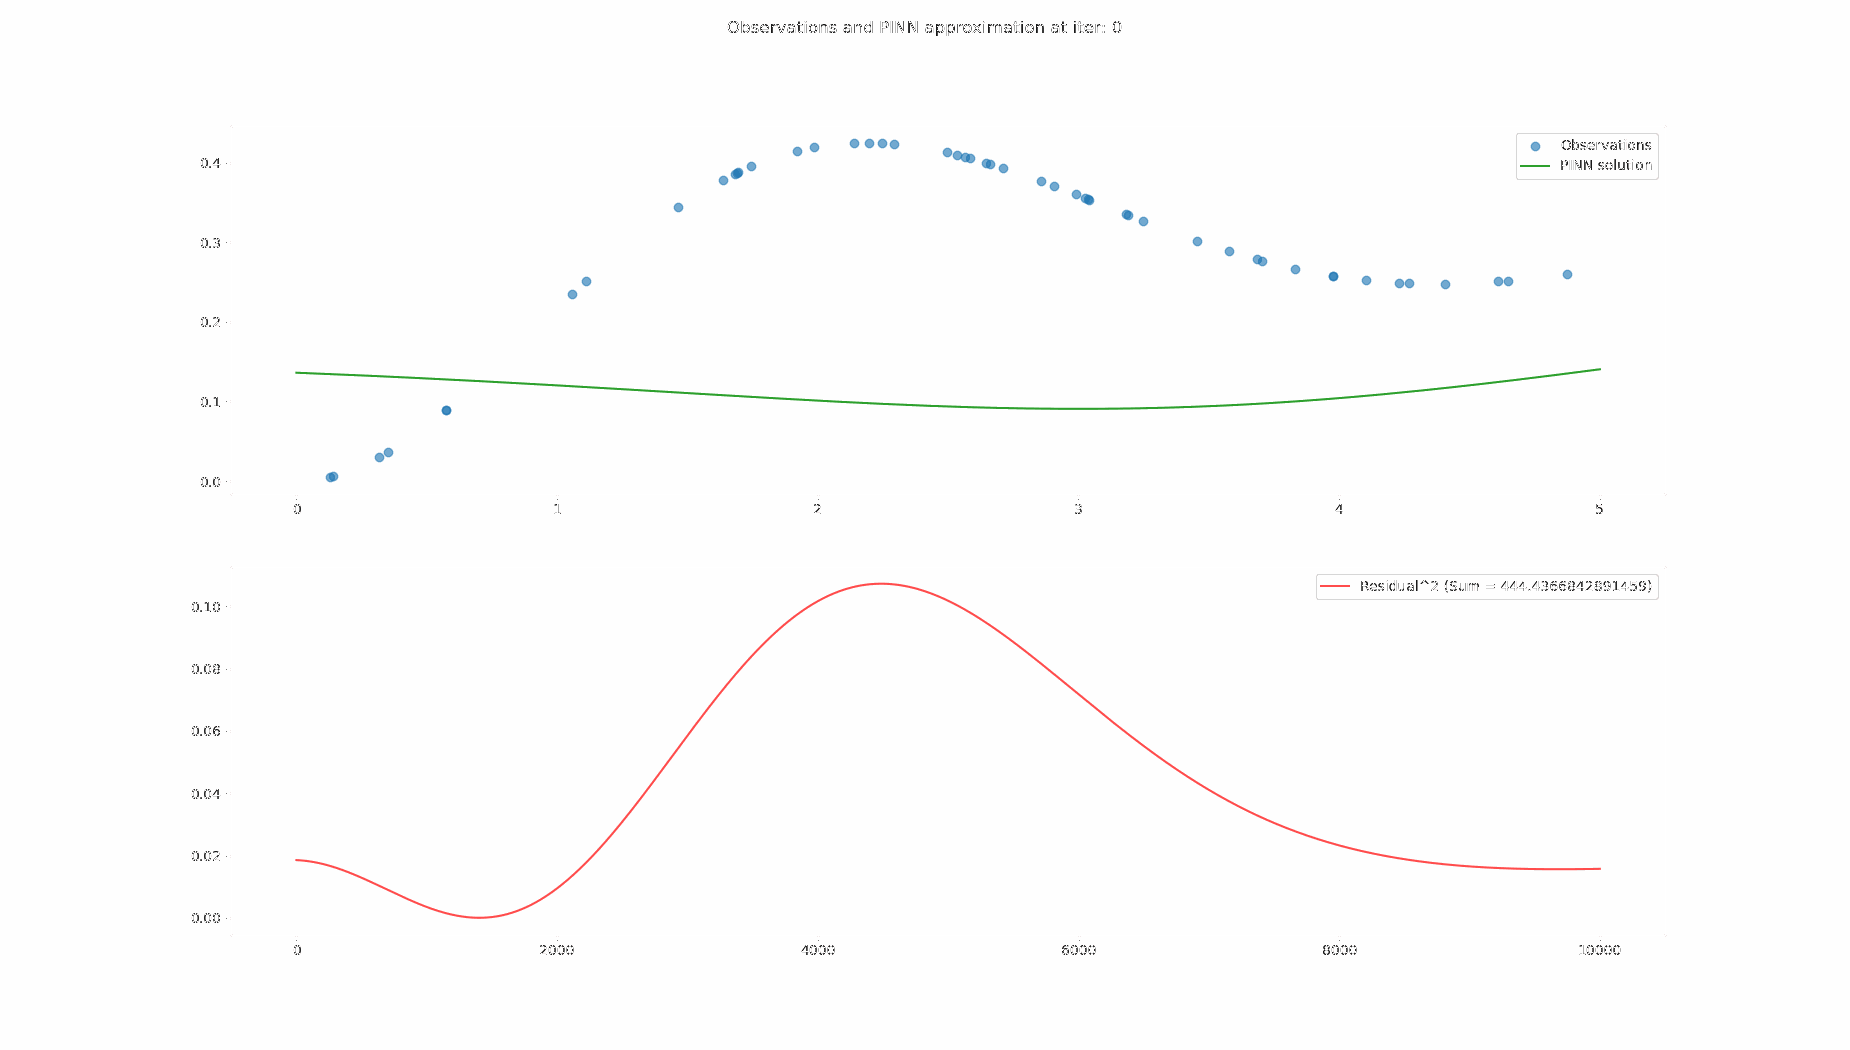 Observations and PINN approximation at iter: 0
Observations
PINN solution
0.4
0.3
0.2
0.1
0.0
0 1 2 3 4 5
Residual^2 (Sum = 444.4366842891459)
0.10
0.08
0.06
0.04
0.02
0.00
0 2000 4000 6000 8000 10000